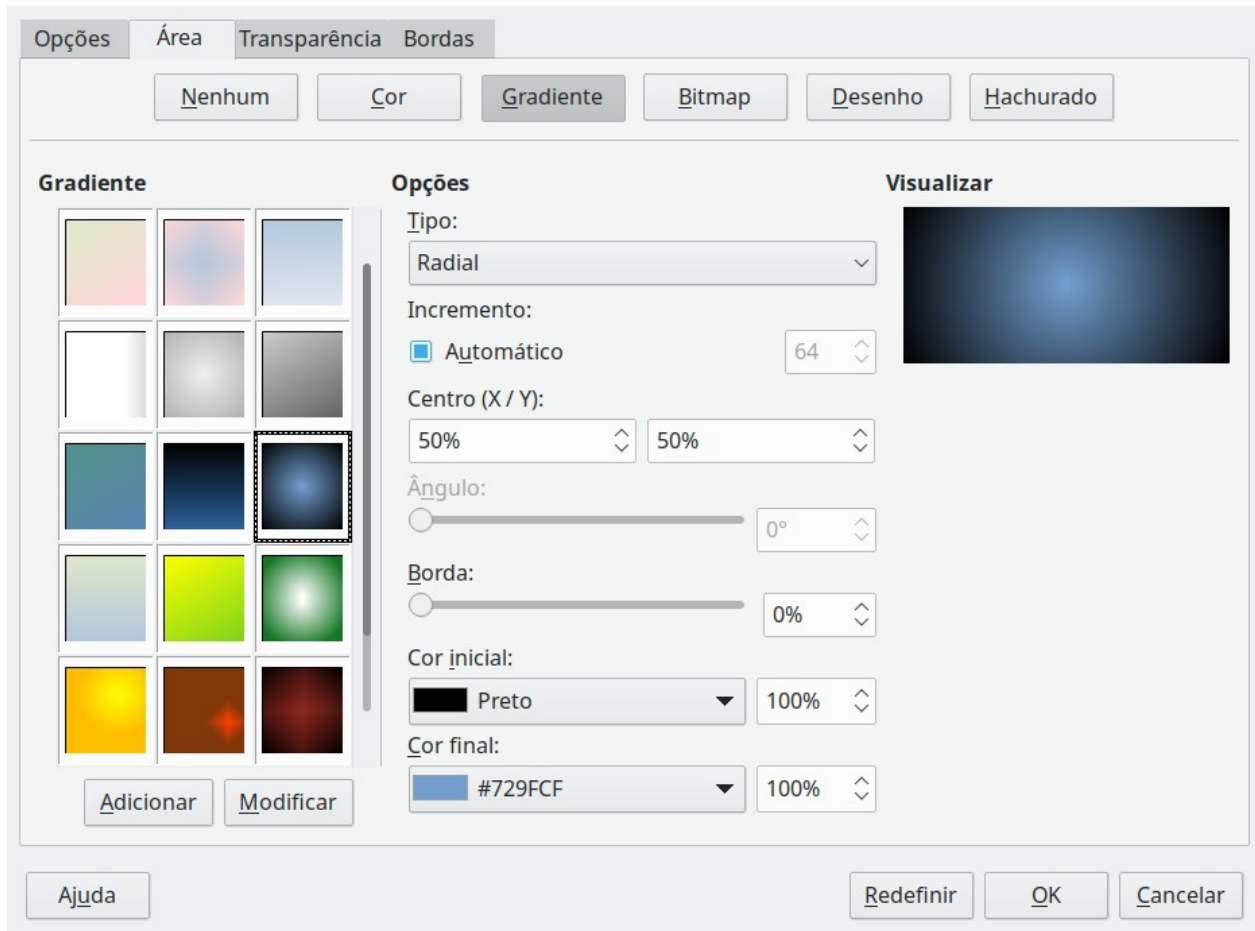 Opções Área Transparência Bordas
Nenhum Cor Gradiente Bitmap Desenho Hachurado
Gradiente
Opções
Visualizar
Tipo:
Radial
Incremento:
Automático 64
Centro (X / Y):
50% 50%
Ângulo:
0°
Borda:
0%
Cor inicial:
Preto 100%
Cor final:
#729FCF 100%
Adicionar Modificar
Ajuda Redefinir OK Cancelar